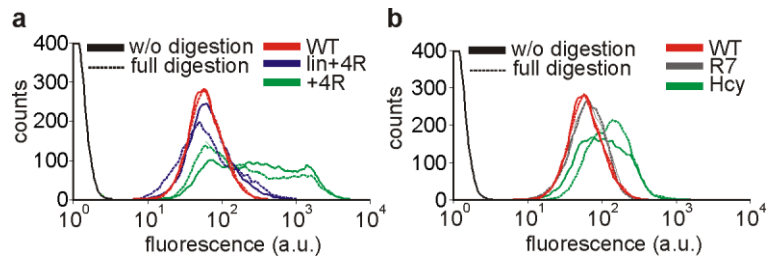 a
400
300
200
100
0
counts
w/o digestion
full digestion
WT
lin+4R
+4R
10^0
10^1
10^2
10^3
10^4
fluorescence (a.u.)
b
400
300
200
100
0
counts
w/o digestion
full digestion
WT
R7
Hcy
10^0
10^1
10^2
10^3
10^4
fluorescence (a.u.)